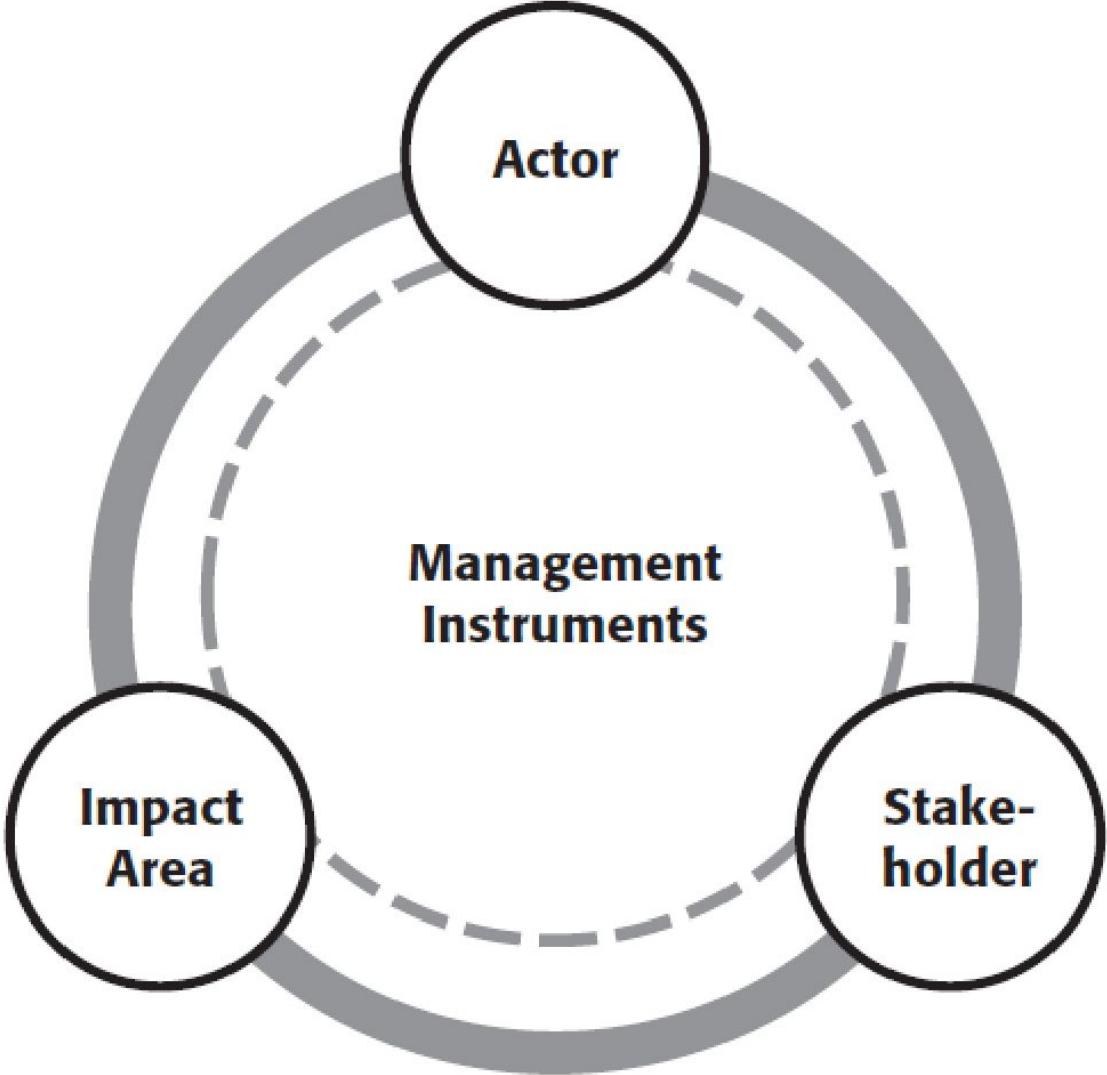 Actor
Management
Instruments
Impact
Area
Stake-
holder